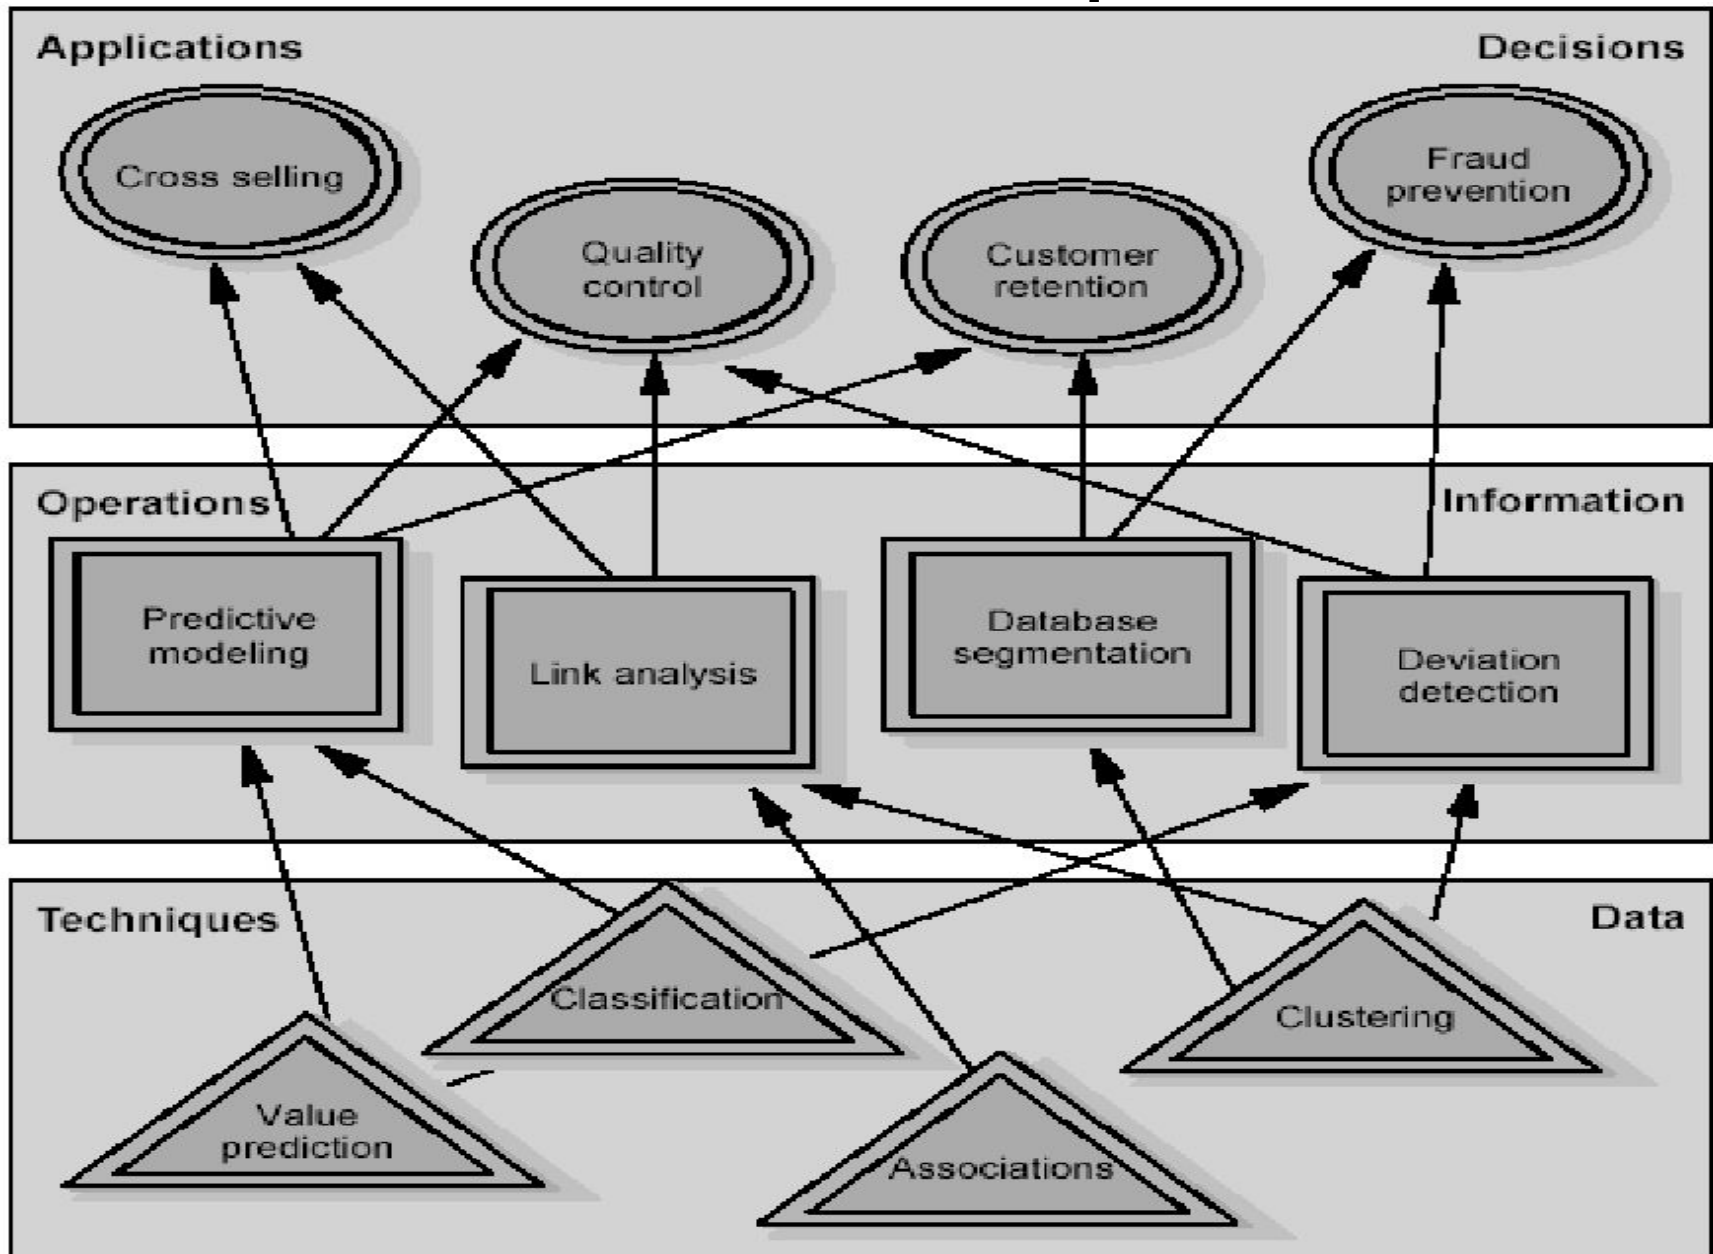 Applications
Decisions
Cross selling
Fraud
prevention
Quality
control
Customer
retention
Operations
Information
Predictive
modeling
Link analysis
Database
segmentation
Deviation
detection
Techniques
Data
Classification
Clustering
Value
prediction
Associations